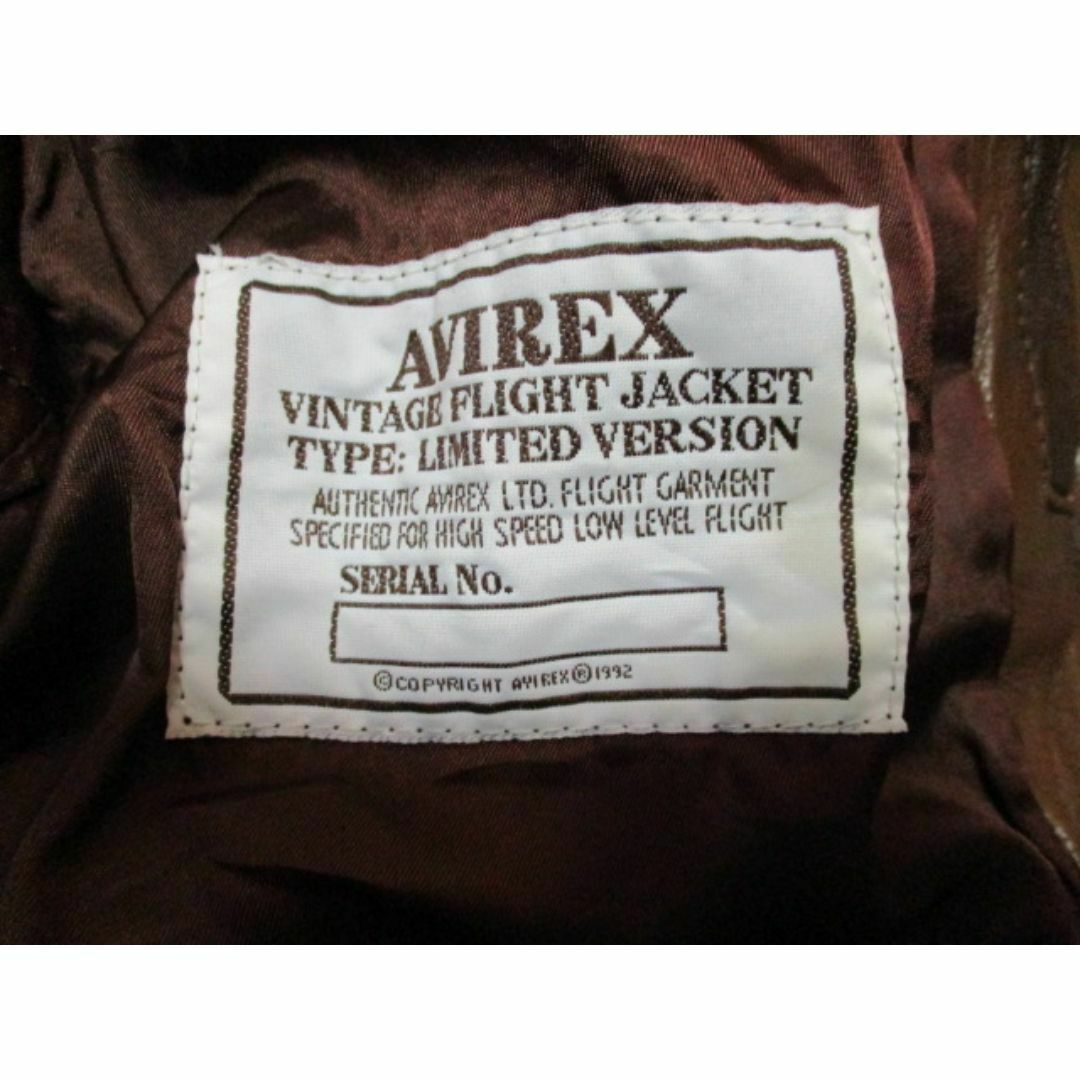 AVIREX
VINTAGE FLIGHT JACKET
TYPE: LIMITED VERSION
AUTHENTIC AVIREX LTD. FLIGHT GARMENT
SPECIFIED FOR HIGH SPEED LOW LEVEL FLIGHT
SERIAL No.
©COPYRIGHT AVIREX®1992